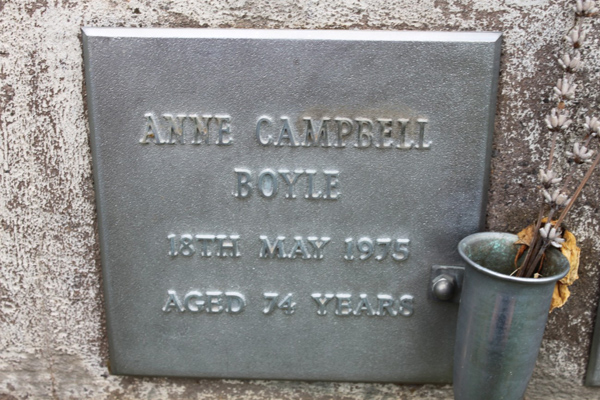 ANNE CAMPBELL
BOYLE
18TH MAY 1975
AGED 74 YEARS